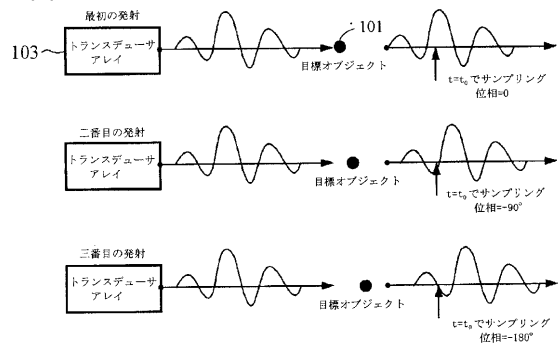 最初の発射
103
トランスデューサ
アレイ
101
目標オブジェクト
t=t₀でサンプリング
位相=0
二番目の発射
トランスデューサ
アレイ
目標オブジェクト
t=t₀でサンプリング
位相=-90°
三番目の発射
トランスデューサ
アレイ
目標オブジェクト
t=t₀でサンプリング
位相=-180°